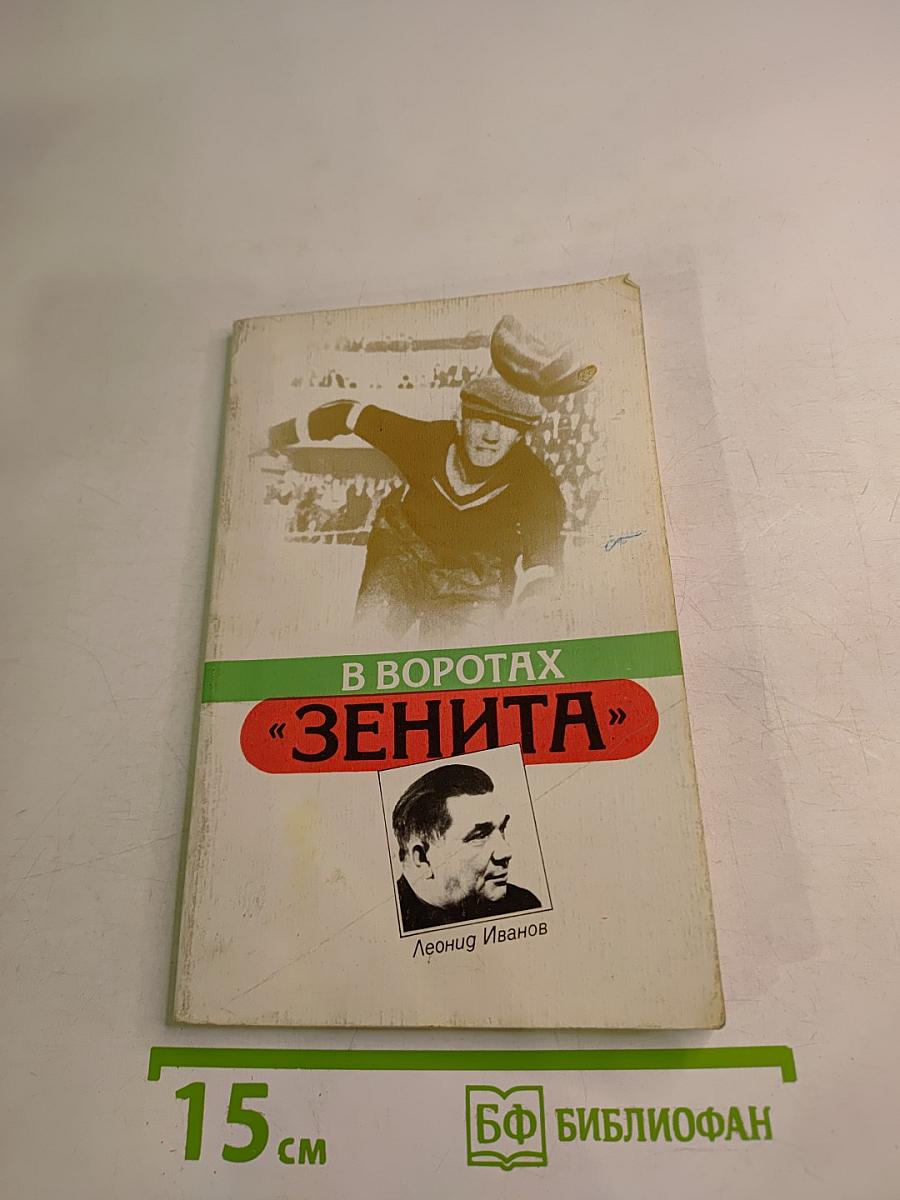 В ВОРОТАХ
«ЗЕНИТА»
Леонид Иванов
15 см
БФ БИБЛИОФАН